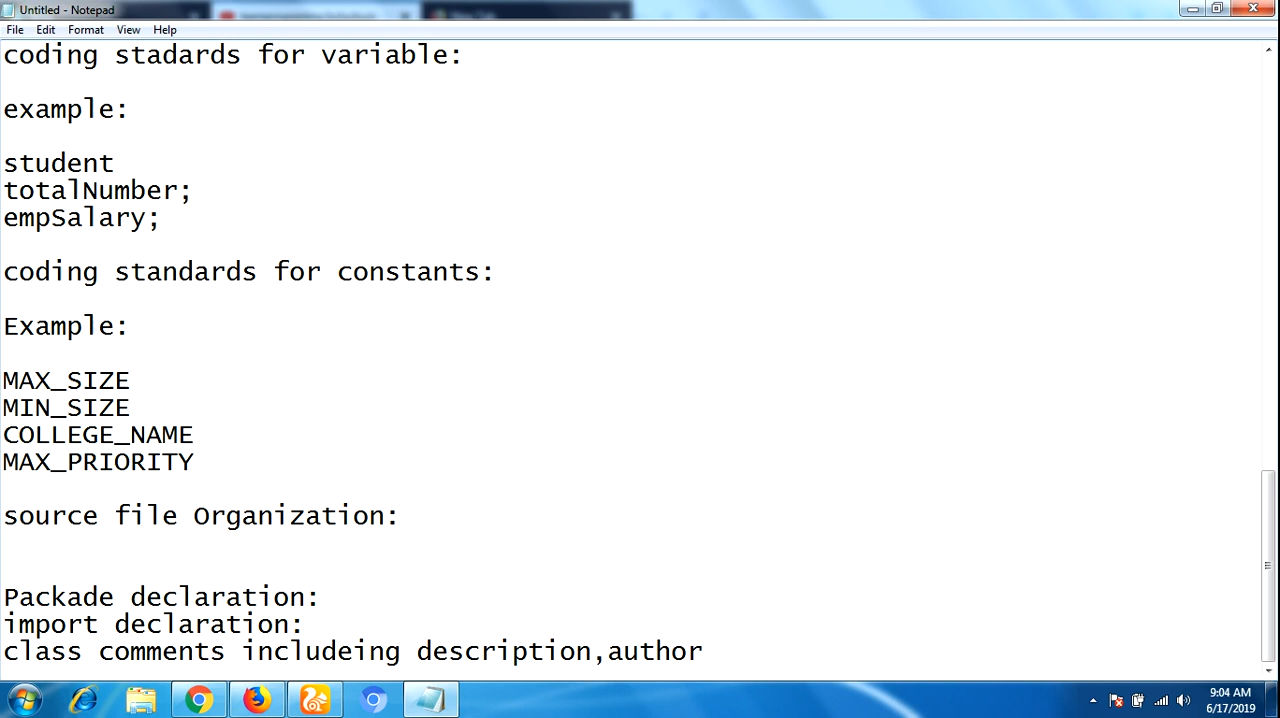 Untitled - Notepad
File Edit Format View Help
coding stadards for variable:
example:
student
totalNumber;
empSalary;
coding standards for constants:
Example:
MAX_SIZE
MIN_SIZE
COLLEGE_NAME
MAX_PRIORITY
source file Organization:
Packade declaration:
import declaration:
class comments includeing description,author
9:04 AM
6/17/2019